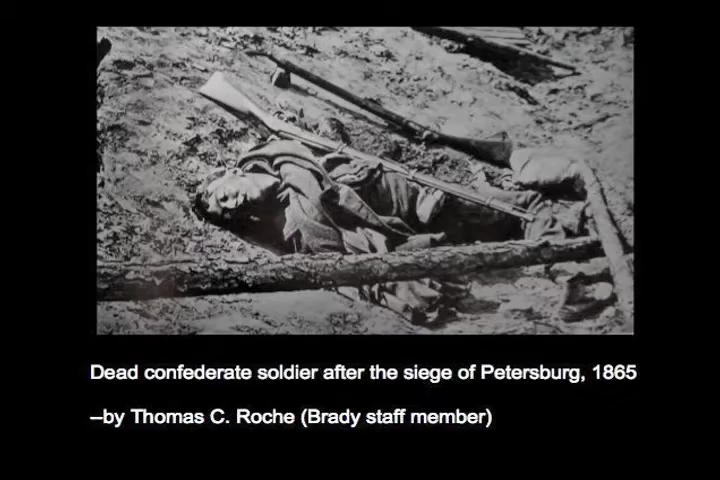 Dead confederate soldier after the siege of Petersburg, 1865
--by Thomas C. Roche (Brady staff member)